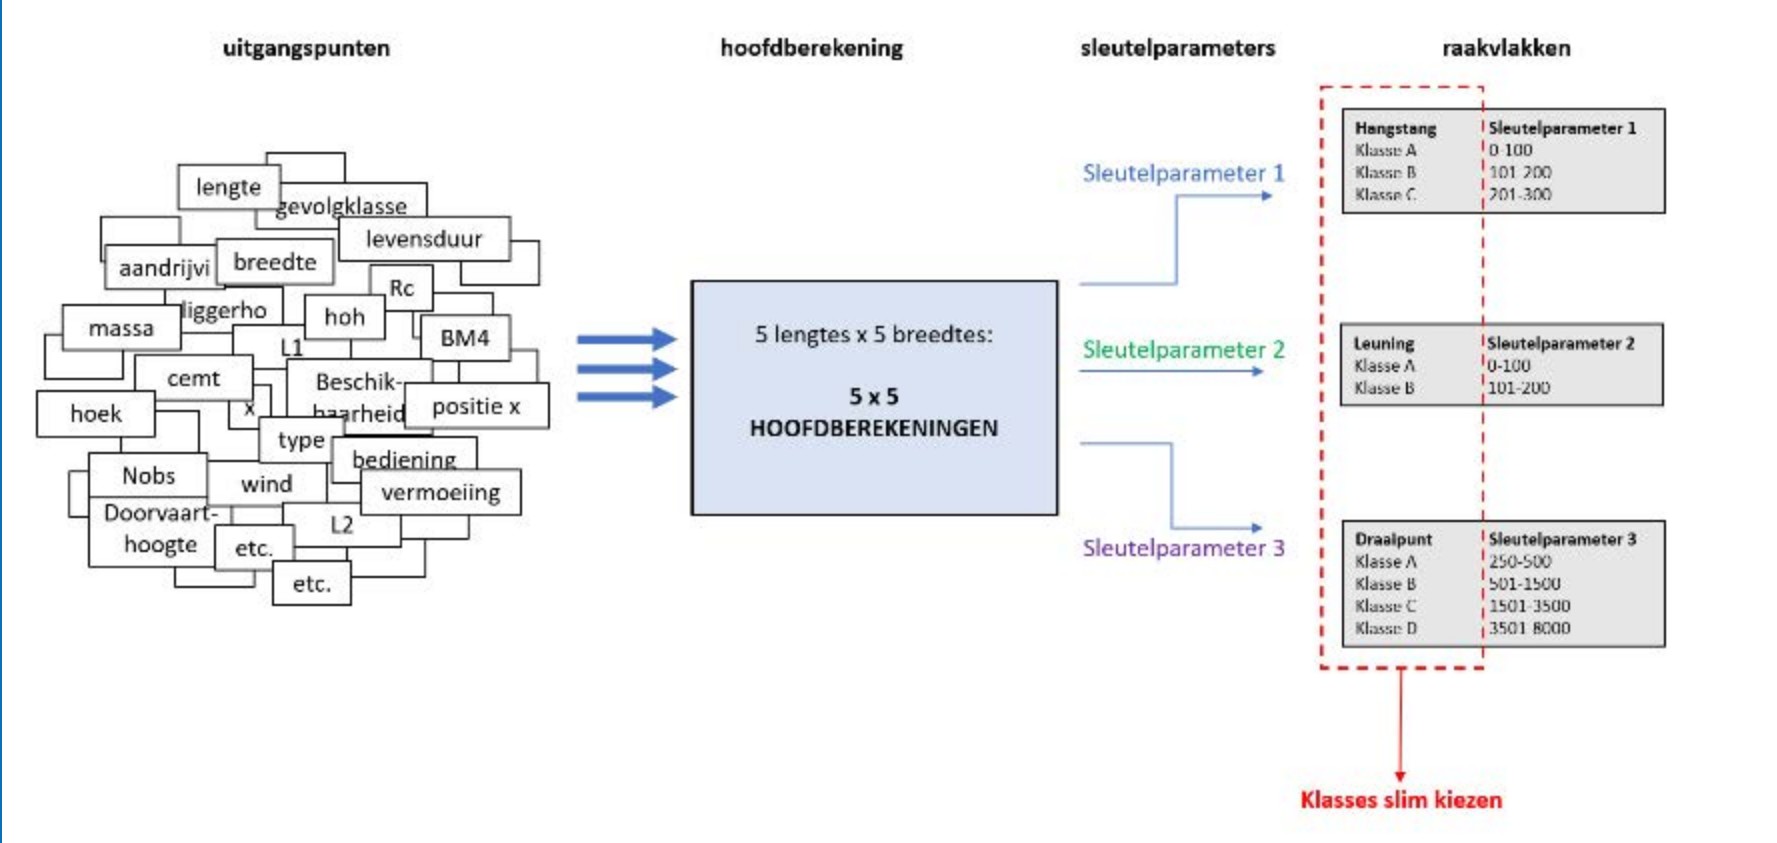 uitgangspunten
hoofdberekening
sleutelparameters
raakvlakken
lengte
gevolgklasse
levensduur
aandrijvi
breedte
Rc
liggerho
massa
hoh
BM4
L1
cemt
Beschik-
baarheid
positie x
hoek
x
type
bediening
Nobs
wind
vermoeiing
Doorvaart-
hoogte
L2
etc.
etc.
5 lengtes x 5 breedtes:
5 x 5
HOOFDBEREKENINGEN
Sleutelparameter 1
Sleutelparameter 2
Sleutelparameter 3
Hangstang Sleutelparameter 1
Klasse A 0-100
Klasse B 101-200
Klasse C 201-300
Leuning Sleutelparameter 2
Klasse A 0-100
Klasse B 101-200
Draaipunt Sleutelparameter 3
Klasse A 250-500
Klasse B 501-1500
Klasse C 1501-3500
Klasse D 3501-8000
Klasses slim kiezen